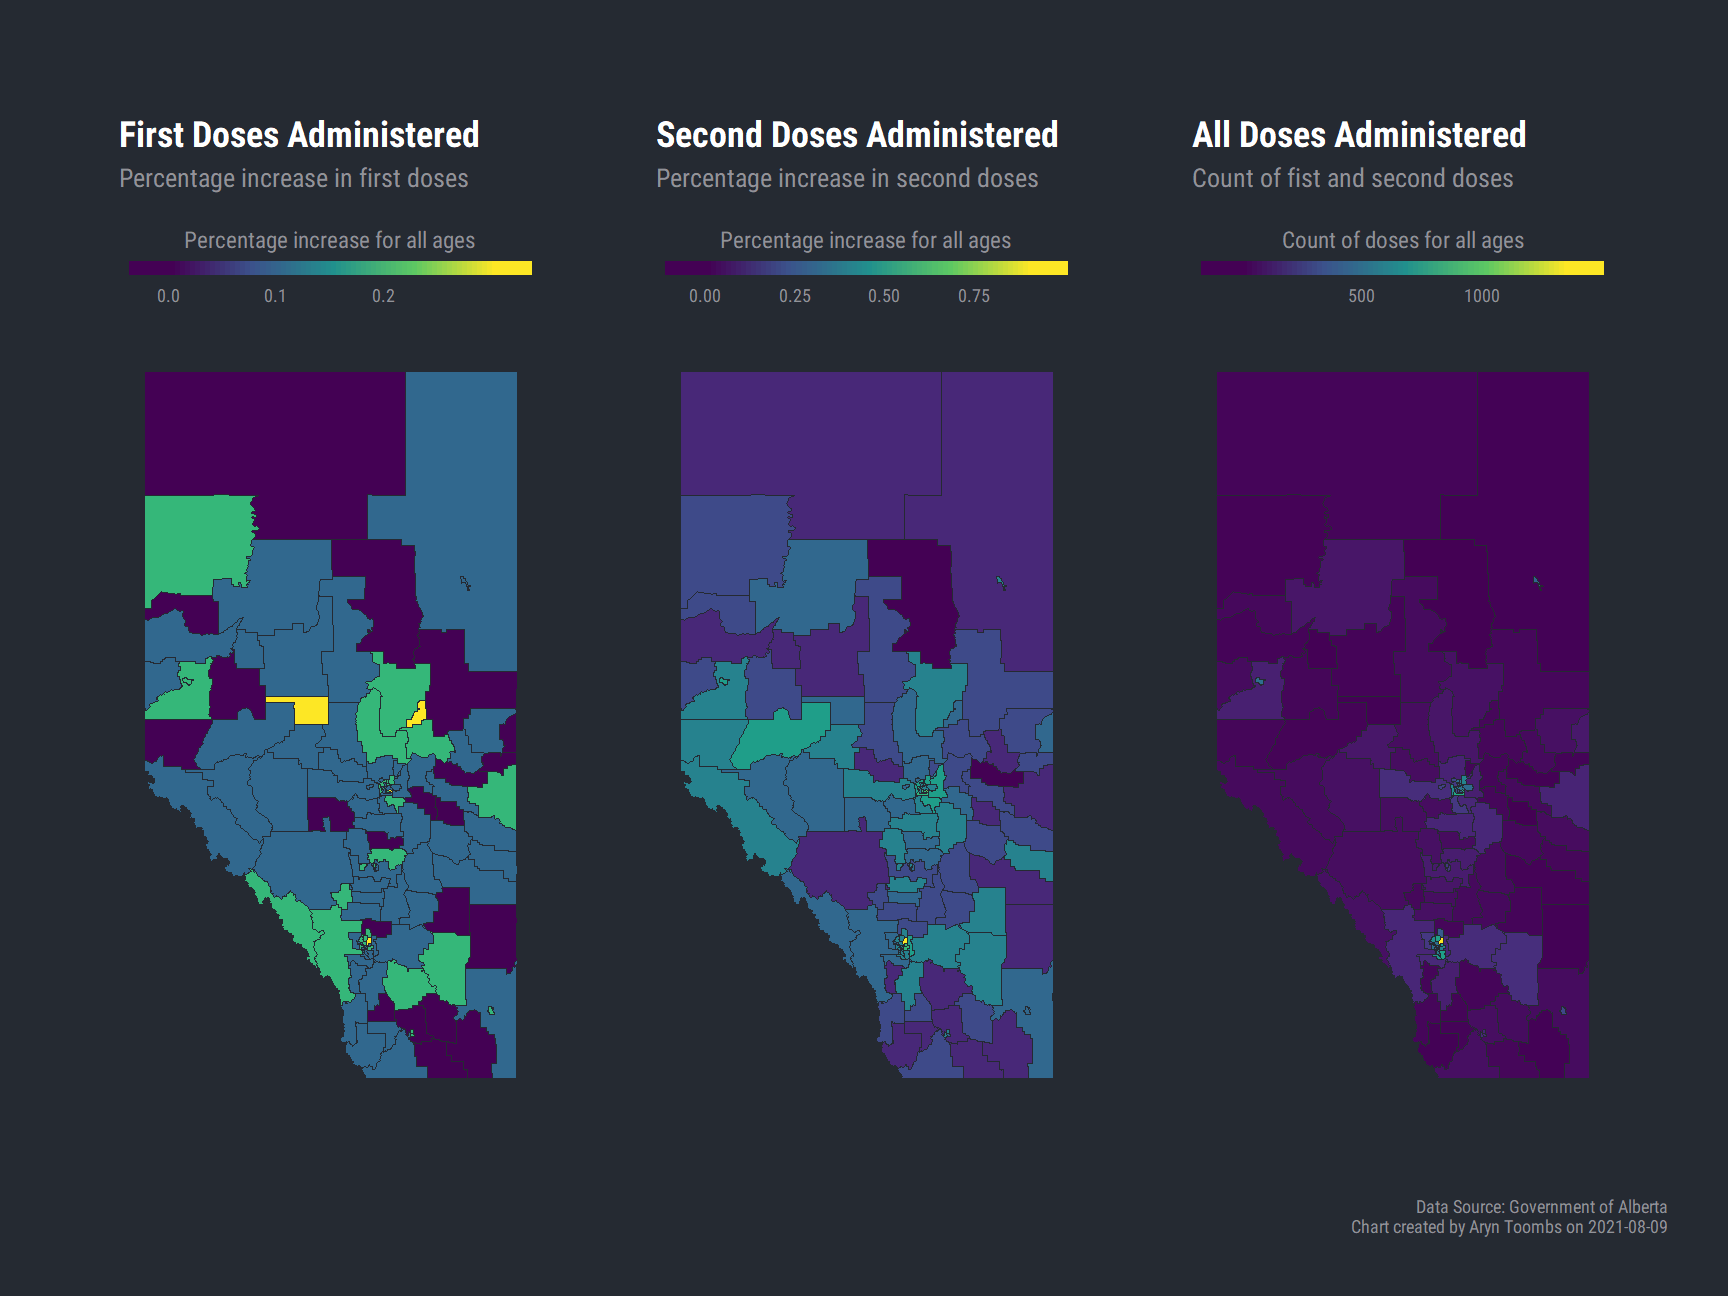 First Doses Administered
Percentage increase in first doses
Percentage increase for all ages
0.0 0.1 0.2
Second Doses Administered
Percentage increase in second doses
Percentage increase for all ages
0.00 0.25 0.50 0.75
All Doses Administered
Count of fist and second doses
Count of doses for all ages
500 1000
Data Source: Government of Alberta
Chart created by Aryn Toombs on 2021-08-09